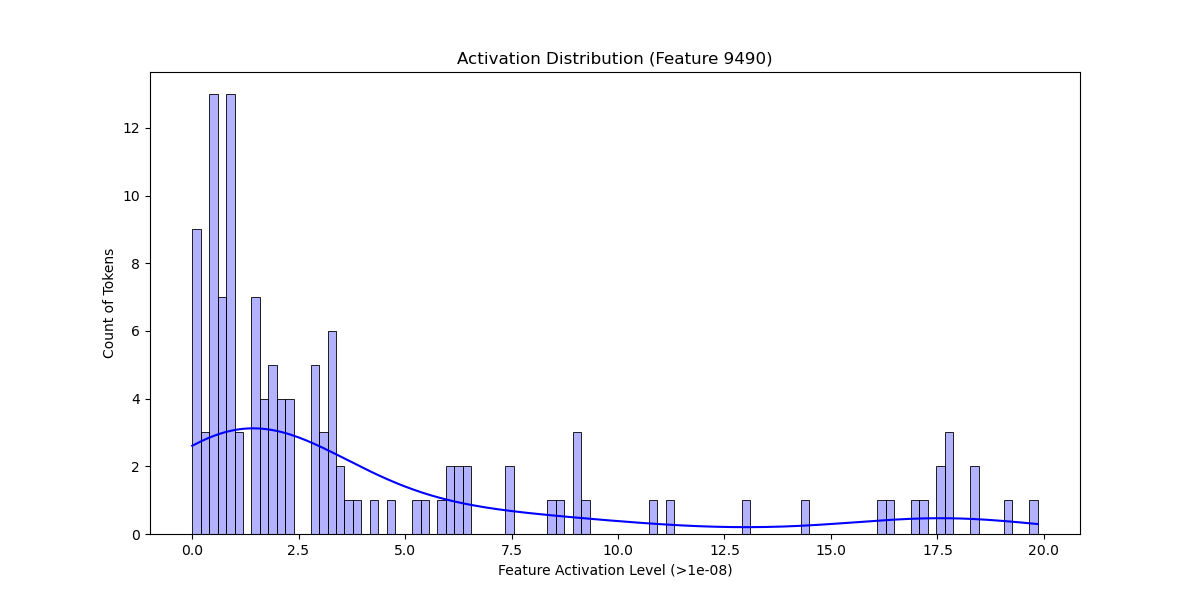 Activation Distribution (Feature 9490)
Count of Tokens
12
10
8
6
4
2
0
0.0 2.5 5.0 7.5 10.0 12.5 15.0 17.5 20.0
Feature Activation Level (>1e-08)